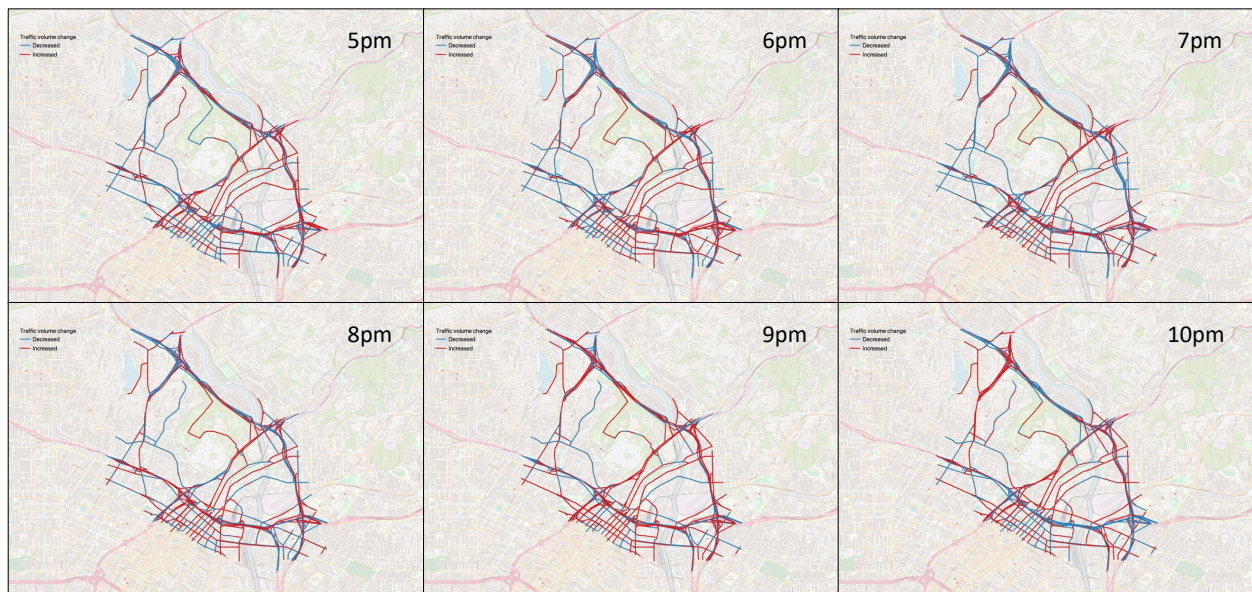 5pm
Traffic volume change
Decreased
Increased
6pm
Traffic volume change
Decreased
Increased
7pm
Traffic volume change
Decreased
Increased
8pm
Traffic volume change
Decreased
Increased
9pm
Traffic volume change
Decreased
Increased
10pm
Traffic volume change
Decreased
Increased